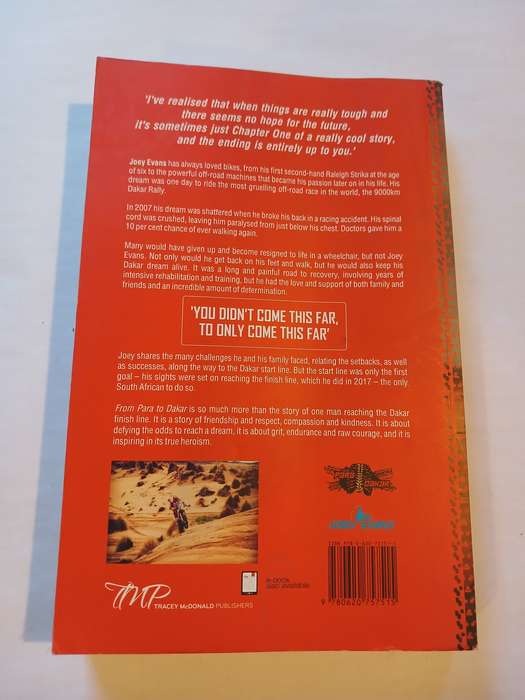 'I've realised that when things are really tough and
there seems no hope for the future,
it's sometimes just Chapter One of a really cool story,
and the ending is entirely up to you.'
Joey Evans has always loved bikes, from his first second-hand Raleigh Strika at the age
of six to the powerful off-road machines that became his passion later on in his life. His
dream was one day to ride the most gruelling off-road race in the world, the 9000km
Dakar Rally.
In 2007 his dream was shattered when he broke his back in a racing accident. His spinal
cord was crushed, leaving him paralysed from just below his chest. Doctors gave him a
10 per cent chance of ever walking again.
Many would have given up and become resigned to life in a wheelchair, but not Joey
Evans. Not only would he get back on his feet and walk, but he would also keep his
Dakar dream alive. It was a long and painful road to recovery, involving years of
intensive rehabilitation and training, but he had the love and support of both family and
friends and an incredible amount of determination.
'YOU DIDN'T COME THIS FAR,
TO ONLY COME THIS FAR'
Joey shares the many challenges he and his family faced, relating the setbacks, as well
as successes, along the way to the Dakar start line. But the start line was only the first
goal – his sights were set on reaching the finish line, which he did in 2017 – the only
South African to do so.
From Para to Dakar is so much more than the story of one man reaching the Dakar
finish line. It is a story of friendship and respect, compassion and kindness. It is about
defying the odds to reach a dream, it is about grit, endurance and raw courage, and it is
inspiring in its true heroism.
PARA
DAKAR
JOEY EVANS
ISBN 978-0-620-75751-5
TMP
TRACEY McDONALD PUBLISHERS
e-book
also available
9 780620 757515